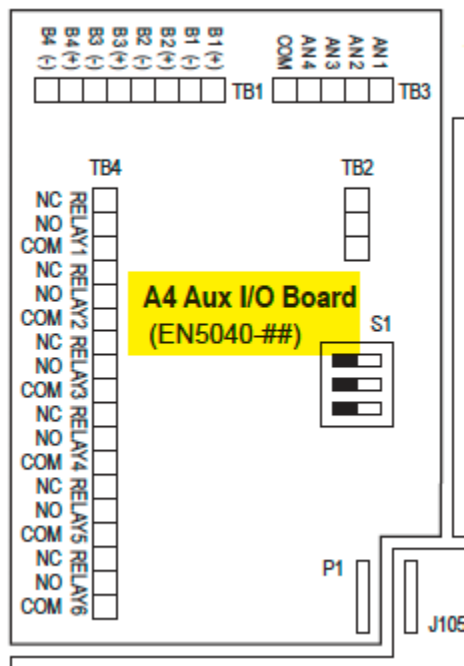 B4 (-) B4 (+) B3 (-) B3 (+) B2 (-) B2 (+) B1 (-) B1 (+)
COM AN 4 AN 3 AN 2 AN 1
TB1
TB3
TB4
TB2
NC
NO
COM
RELAY1
NC
NO
COM
RELAY2
NC
NO
COM
RELAY3
NC
NO
COM
RELAY4
NC
NO
COM
RELAY5
NC
NO
COM
RELAY6
A4 Aux I/O Board
(EN5040-##)
S1
P1
J105